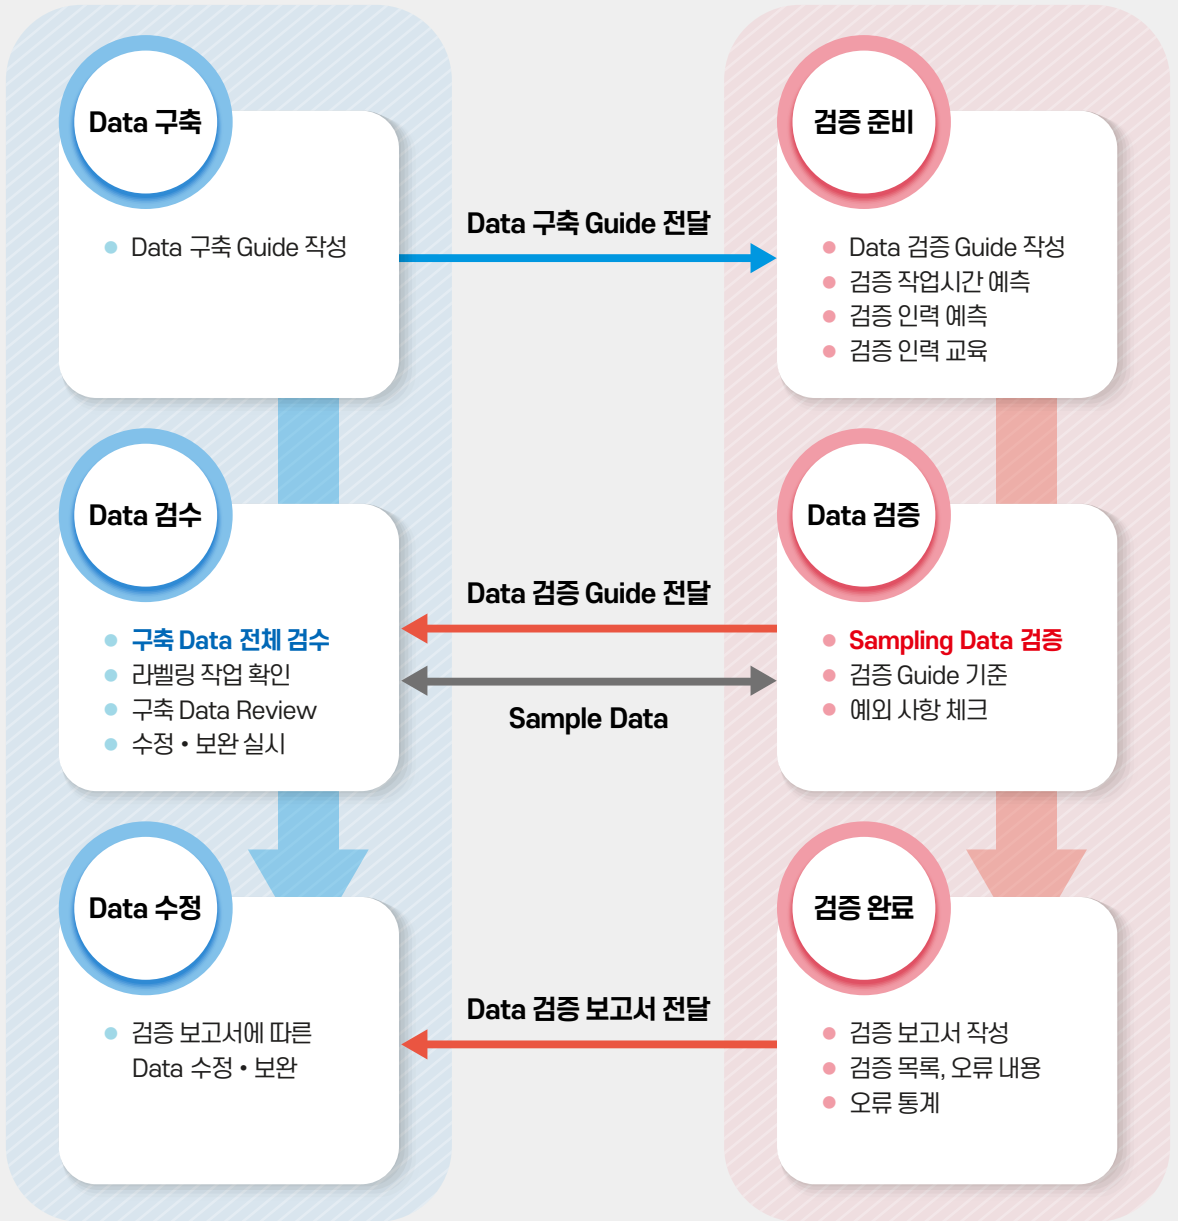 Data 구축
Data 구축 Guide 작성
Data 구축 Guide 전달
검증 준비
Data 검증 Guide 작성
검증 작업시간 예측
검증 인력 예측
검증 인력 교육
Data 검수
구축 Data 전체 검수
라벨링 작업 확인
구축 Data Review
수정 • 보완 실시
Data 검증 Guide 전달
Sample Data
Data 검증
Sampling Data 검증
검증 Guide 기준
예외 사항 체크
Data 수정
검증 보고서에 따른
Data 수정 • 보완
Data 검증 보고서 전달
검증 완료
검증 보고서 작성
검증 목록, 오류 내용
오류 통계